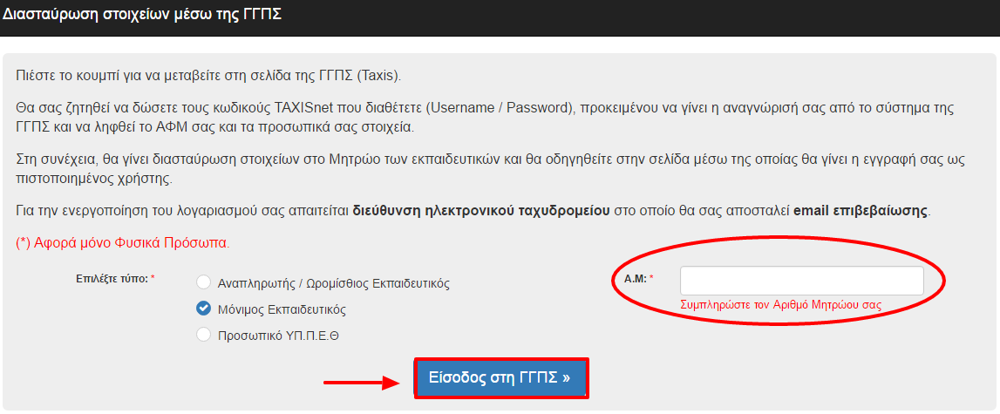 Διασταύρωση στοιχείων μέσω της ΓΓΠΣ
Πιέστε το κουμπί για να μεταβείτε στη σελίδα της ΓΓΠΣ (Taxis).
Θα σας ζητηθεί να δώσετε τους κωδικούς TAXISnet που διαθέτετε (Username / Password), προκειμένου να γίνει η αναγνώρισή σας από το σύστημα της
ΓΓΠΣ και να ληφθεί το ΑΦΜ σας και τα προσωπικά σας στοιχεία.
Στη συνέχεια, θα γίνει διασταύρωση στοιχείων στο Μητρώο των εκπαιδευτικών και θα οδηγηθείτε στην σελίδα μέσω της οποίας θα γίνει η εγγραφή σας ως
πιστοποιημένος χρήστης.
Για την ενεργοποίηση του λογαριασμού σας απαιτείται διεύθυνση ηλεκτρονικού ταχυδρομείου στο οποίο θα σας αποσταλεί email επιβεβαίωσης.
(*) Αφορά μόνο Φυσικά Πρόσωπα.
Επιλέξτε τύπο: *
Αναπληρωτής / Ωρομίσθιος Εκπαιδευτικός
Μόνιμος Εκπαιδευτικός
Προσωπικό ΥΠ.Π.Ε.Θ
Α.Μ: *
Συμπληρώστε τον Αριθμό Μητρώου σας
Είσοδος στη ΓΓΠΣ »